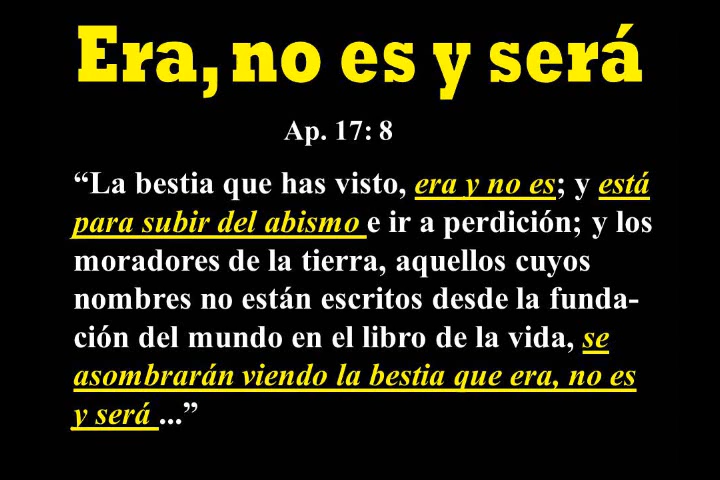 Era, no es y será
Ap. 17: 8
“La bestia que has visto, era y no es; y está
para subir del abismo e ir a perdición; y los
moradores de la tierra, aquellos cuyos
nombres no están escritos desde la funda-
ción del mundo en el libro de la vida, se
asombrarán viendo la bestia que era, no es
y será ...”